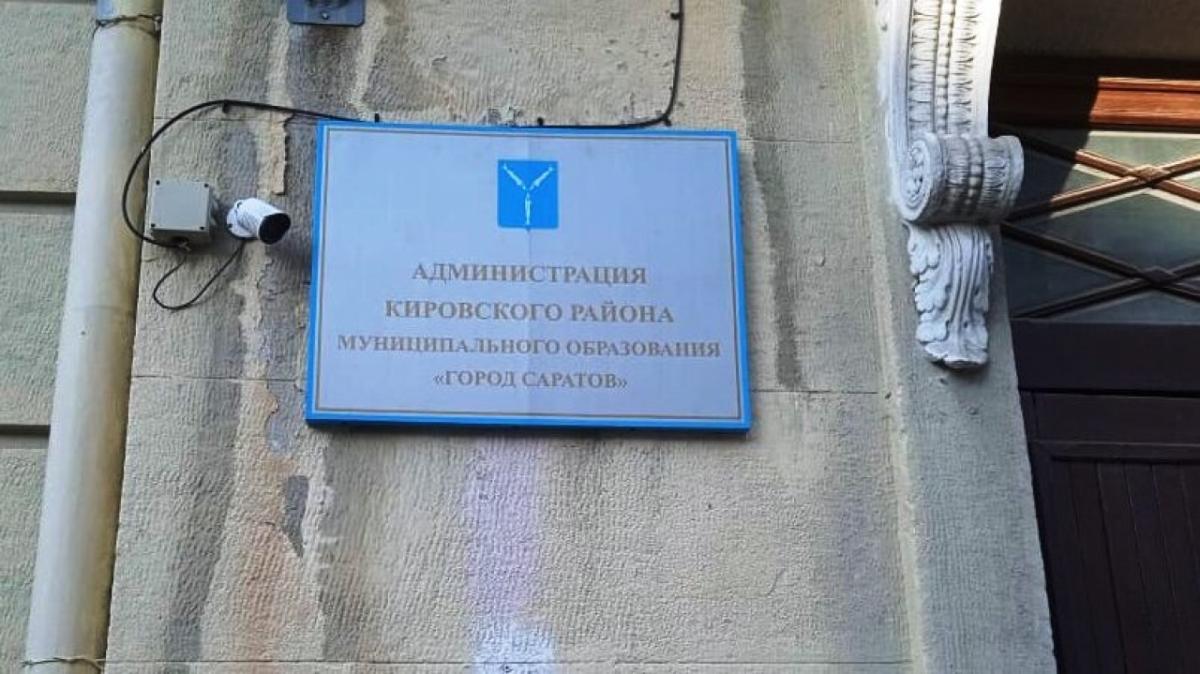 АДМИНИСТРАЦИЯ
КИРОВСКОГО РАЙОНА
МУНИЦИПАЛЬНОГО ОБРАЗОВАНИЯ
«ГОРОД САРАТОВ»